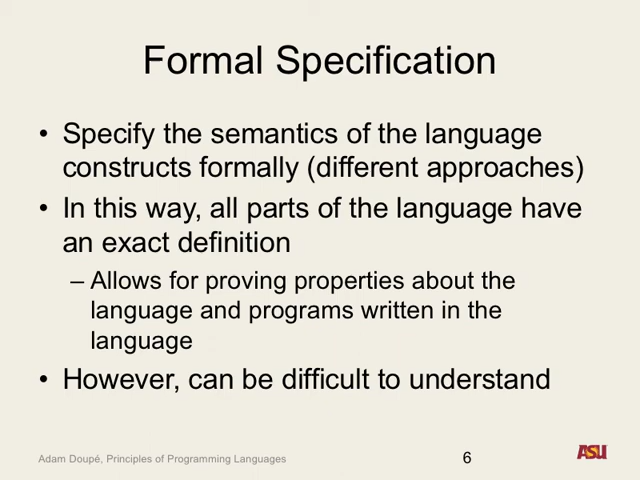 Formal Specification
• Specify the semantics of the language
constructs formally (different approaches)
• In this way, all parts of the language have
an exact definition
– Allows for proving properties about the
language and programs written in the
language
• However, can be difficult to understand
Adam Doupé, Principles of Programming Languages
6
ASU